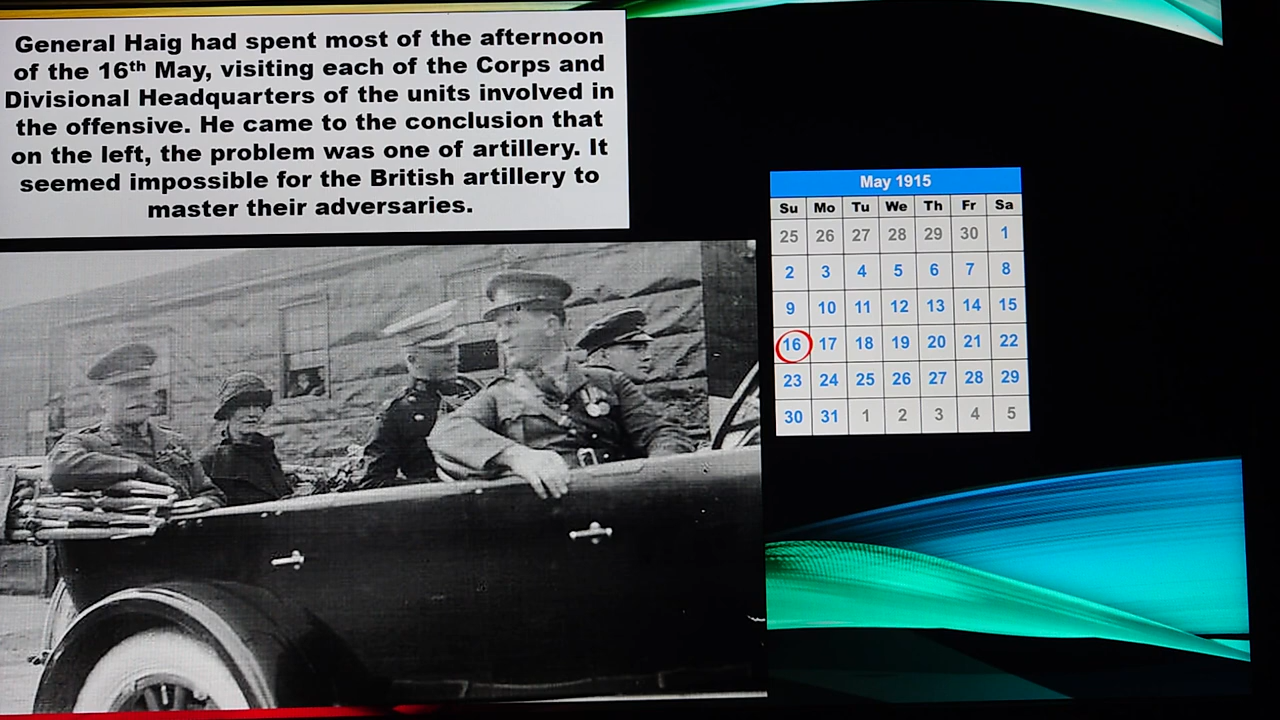 General Haig had spent most of the afternoon
of the 16th May, visiting each of the Corps and
Divisional Headquarters of the units involved in
the offensive. He came to the conclusion that
on the left, the problem was one of artillery. It
seemed impossible for the British artillery to
master their adversaries.
May 1915
Su Mo Tu We Th Fr Sa
25 26 27 28 29 30 1
2 3 4 5 6 7 8
9 10 11 12 13 14 15
16 17 18 19 20 21 22
23 24 25 26 27 28 29
30 31 1 2 3 4 5